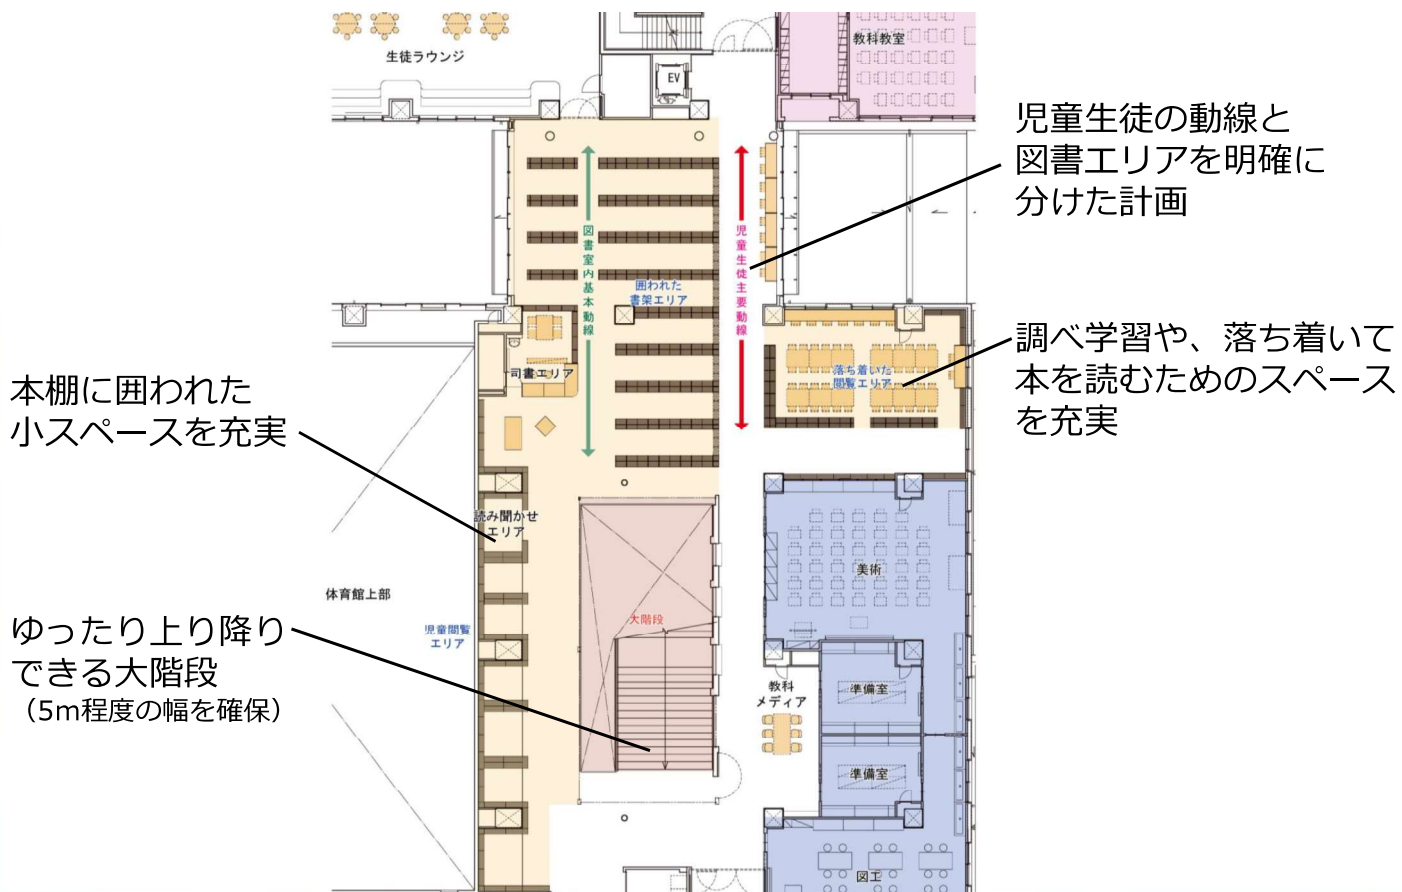 生徒ラウンジ
EV
教科教室
児童生徒の動線と
図書エリアを明確に
分けた計画
図書室内基本動線
児童生徒主要動線
囲われた
書架エリア
司書エリア
落ち着いた
閲覧エリア
調べ学習や、落ち着いて
本を読むためのスペース
を充実
本棚に囲われた
小スペースを充実
読み聞かせ
エリア
美術
体育館上部
大階段
児童閲覧
エリア
ゆったり上り降り
できる大階段
（5m程度の幅を確保）
教科
メディア
準備室
準備室
図工